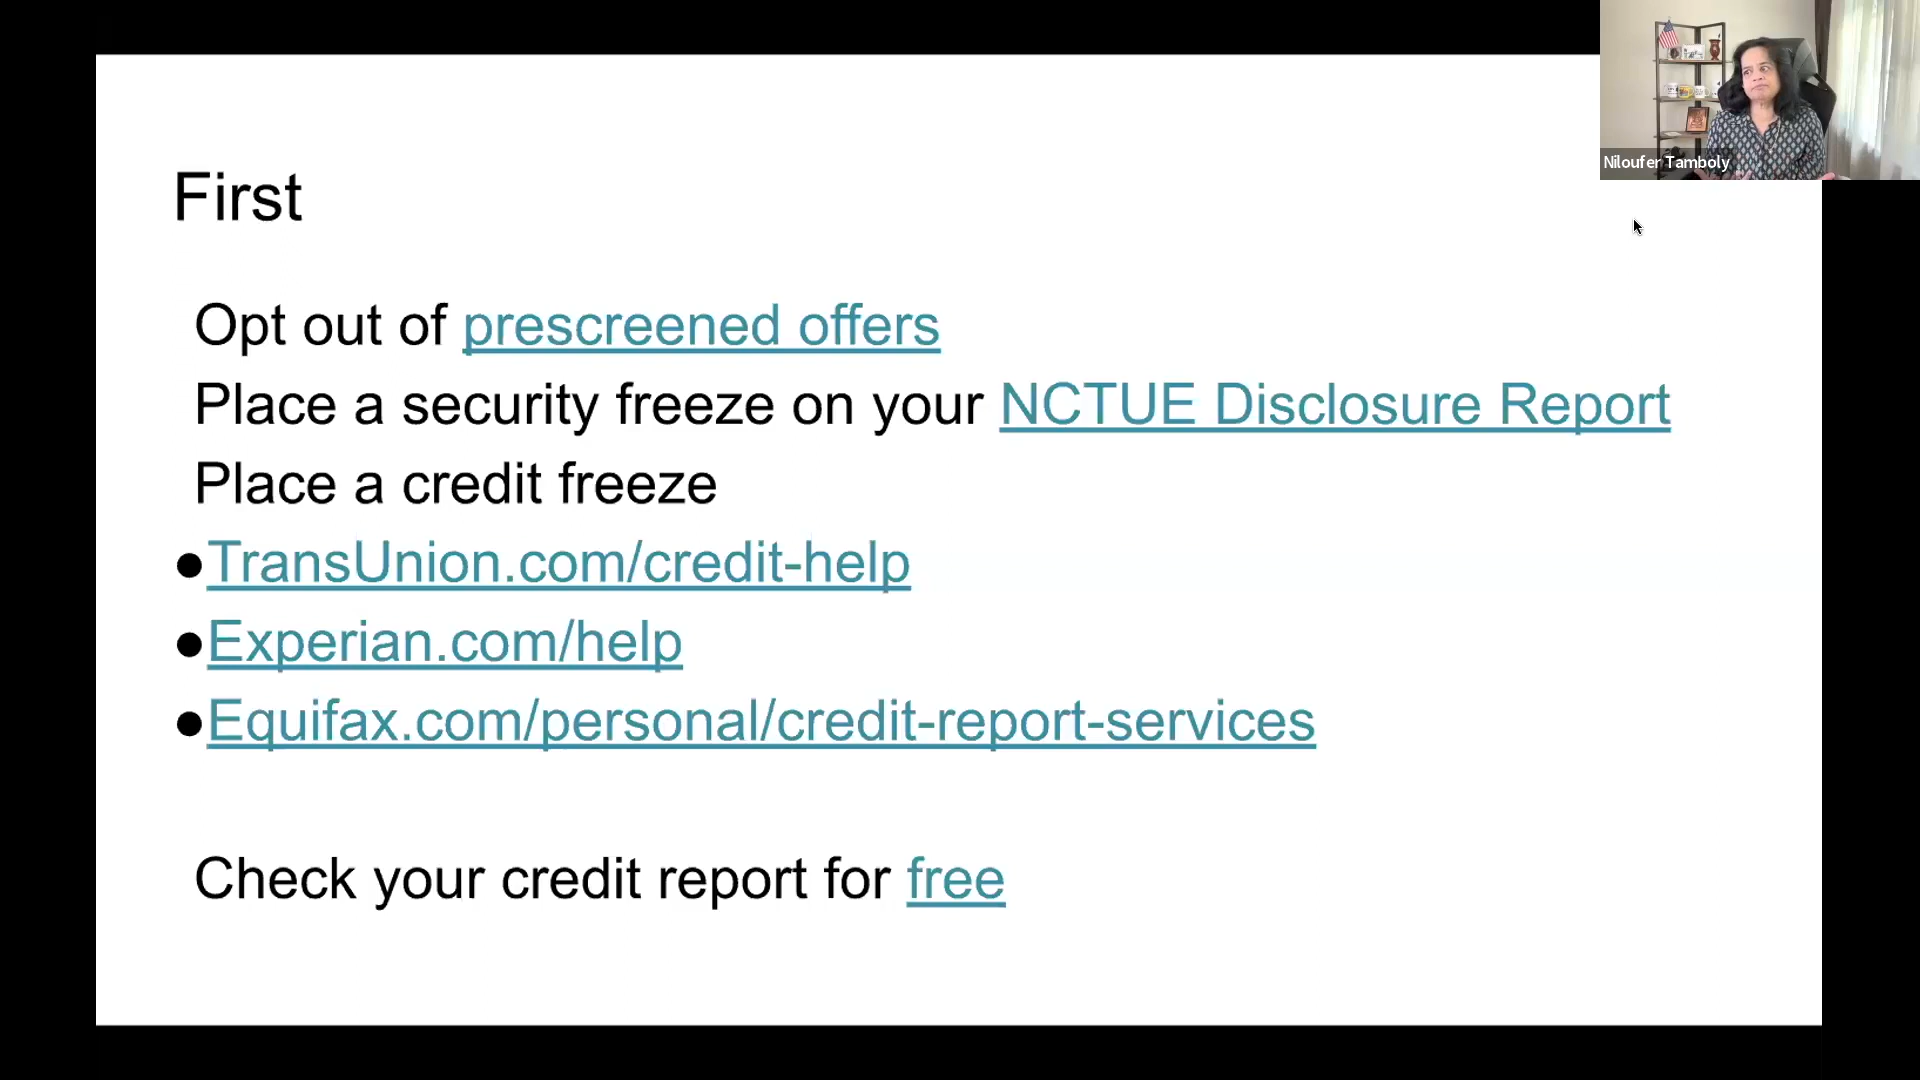 Niloufer Tamboly
First
Opt out of prescreened offers
Place a security freeze on your NCTUE Disclosure Report
Place a credit freeze
●TransUnion.com/credit-help
●Experian.com/help
●Equifax.com/personal/credit-report-services
Check your credit report for free